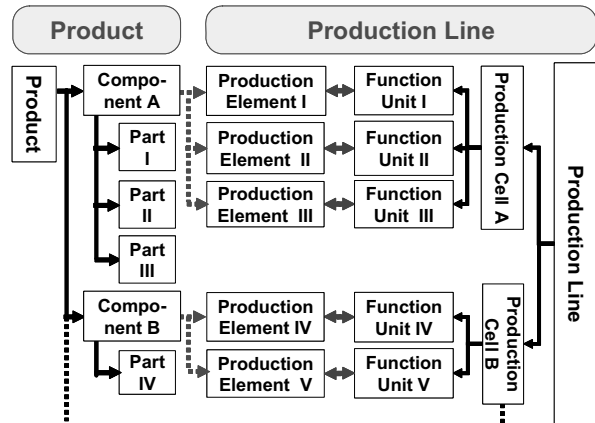 Product
Production Line
Product
Compo-
nent A
Part
I
Part
II
Part
III
Compo-
nent B
Part
IV
Production
Element I
Production
Element II
Production
Element III
Production
Element IV
Production
Element V
Function
Unit I
Function
Unit II
Function
Unit III
Function
Unit IV
Function
Unit V
Production Cell A
Production
Cell B
Production Line